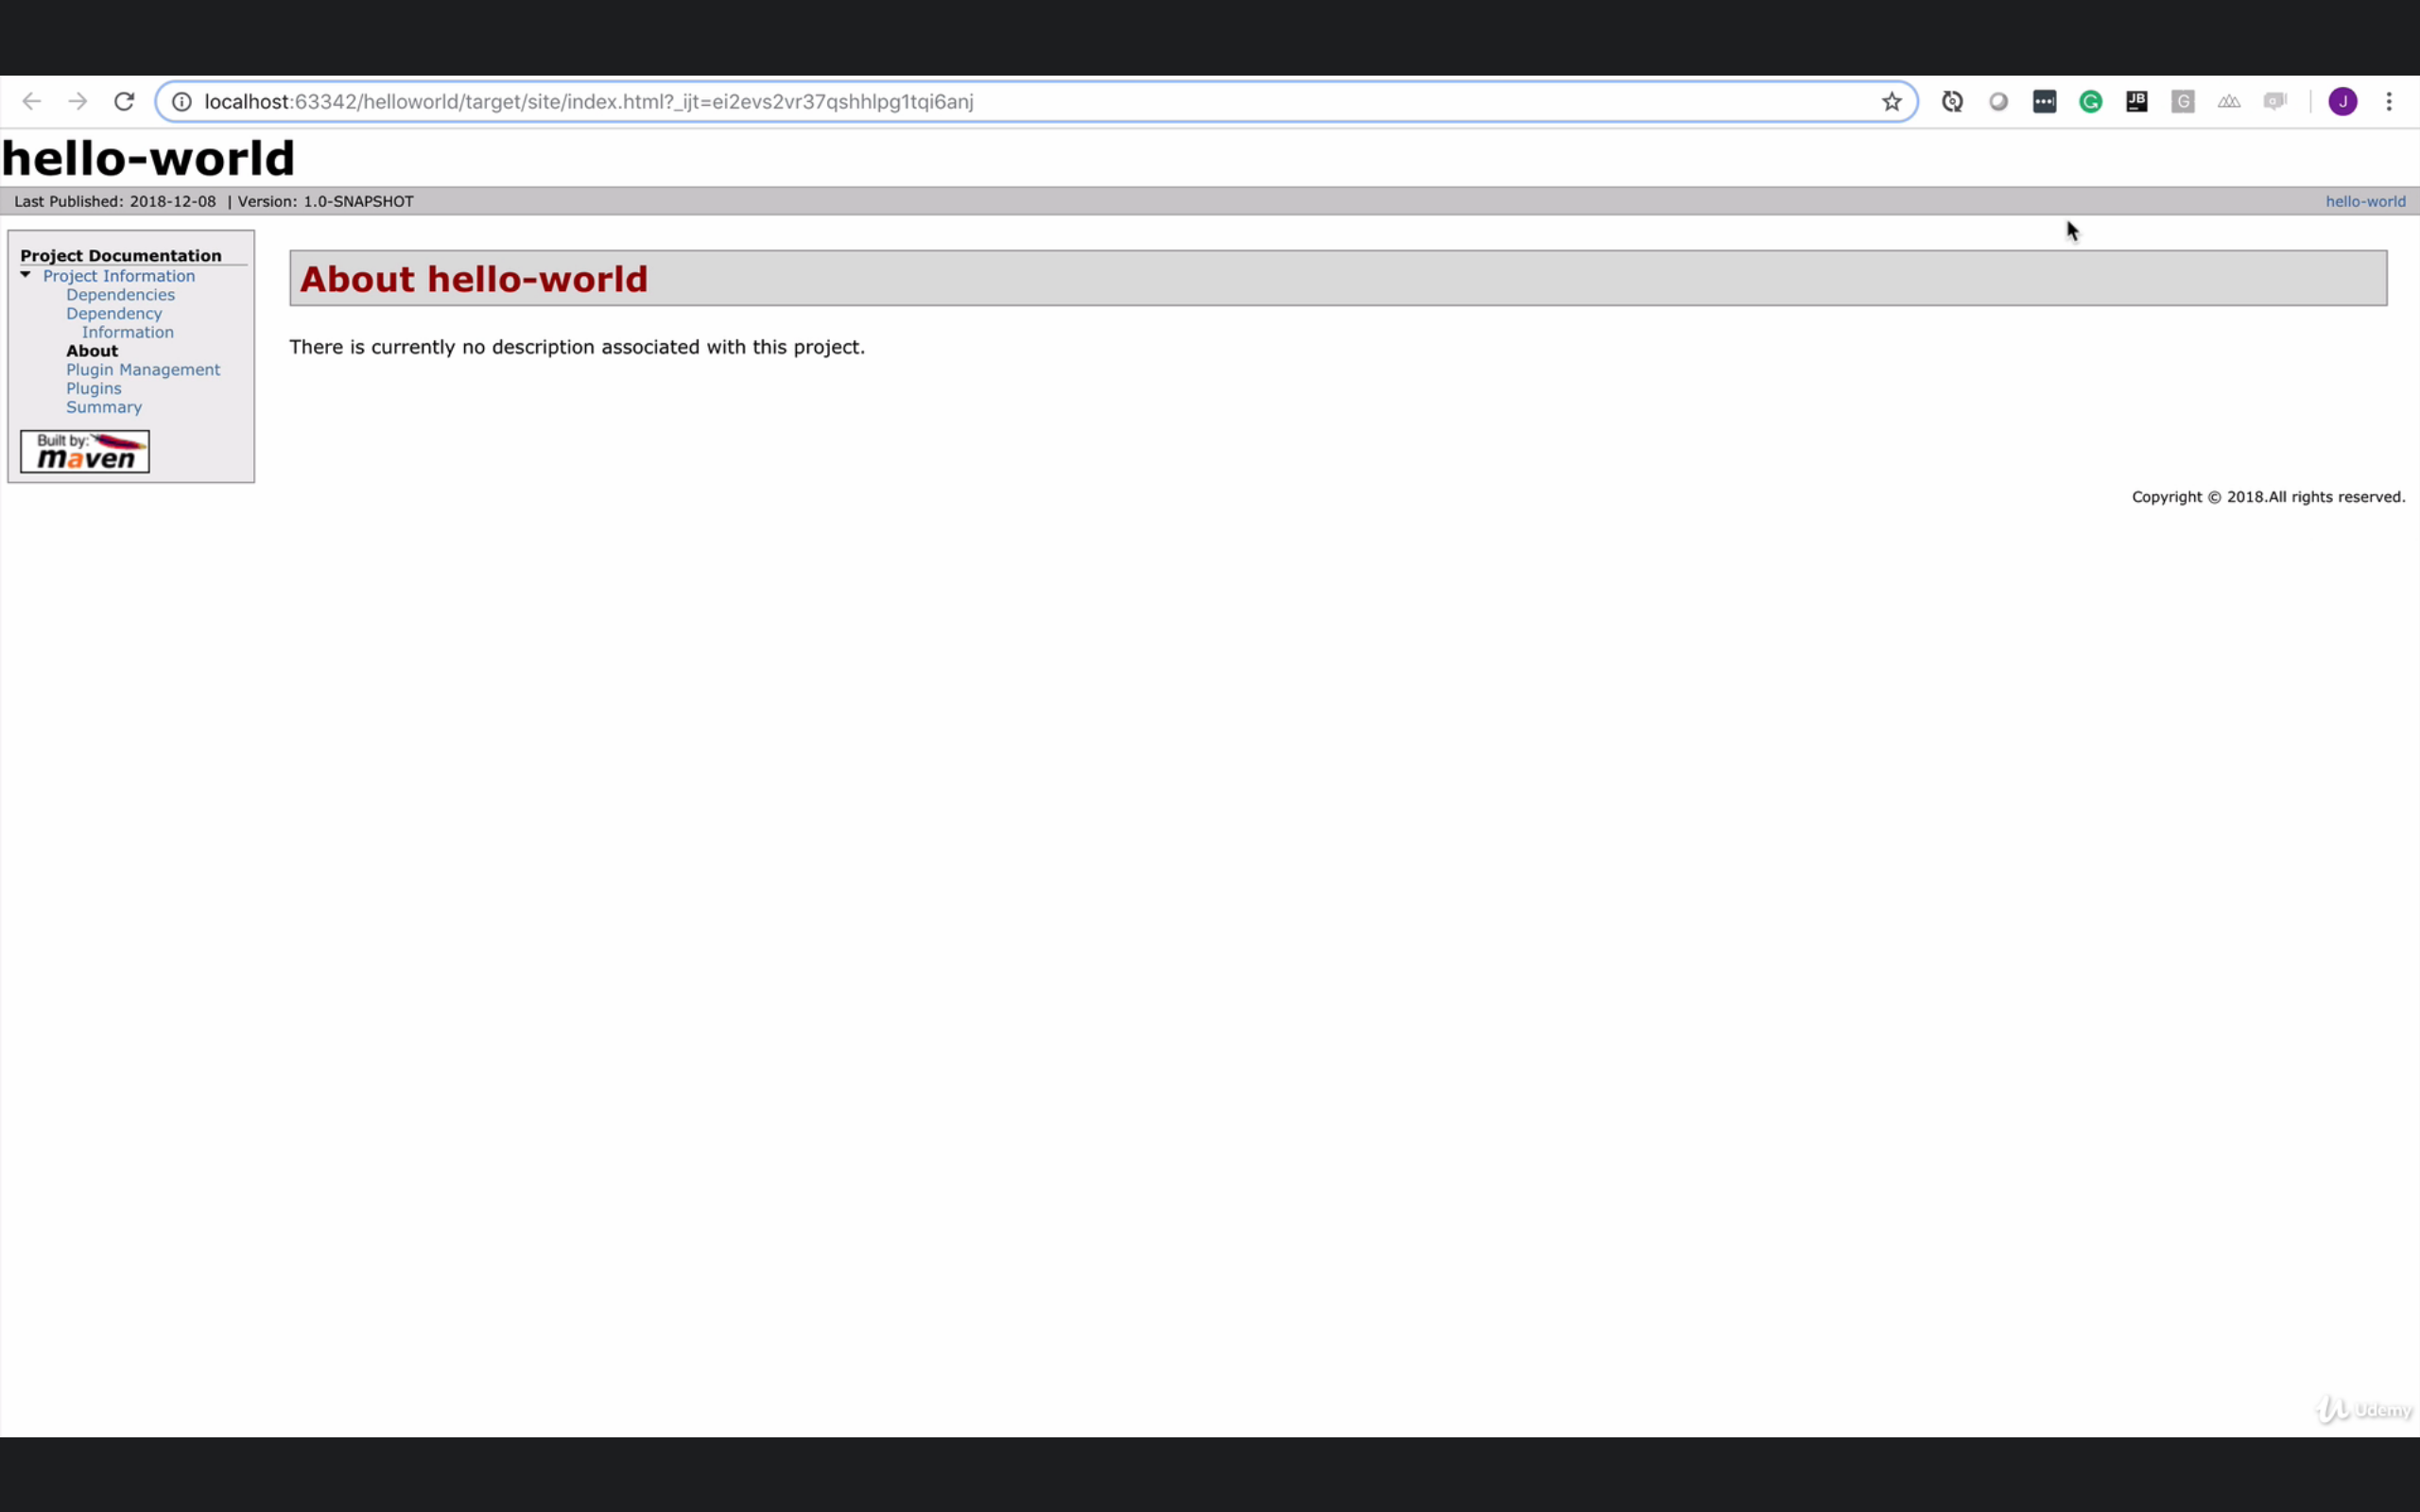 localhost:63342/helloworld/target/site/index.html?_ijt=ei2evs2vr37qshhlpg1tqi6anj
JB
G
G
J
hello-world
Last Published: 2018-12-08 | Version: 1.0-SNAPSHOT
hello-world
Project Documentation
Project Information
Dependencies
Dependency
Information
About
Plugin Management
Plugins
Summary
Built by:
maven
About hello-world
There is currently no description associated with this project.
Copyright © 2018.All rights reserved.
Udemy